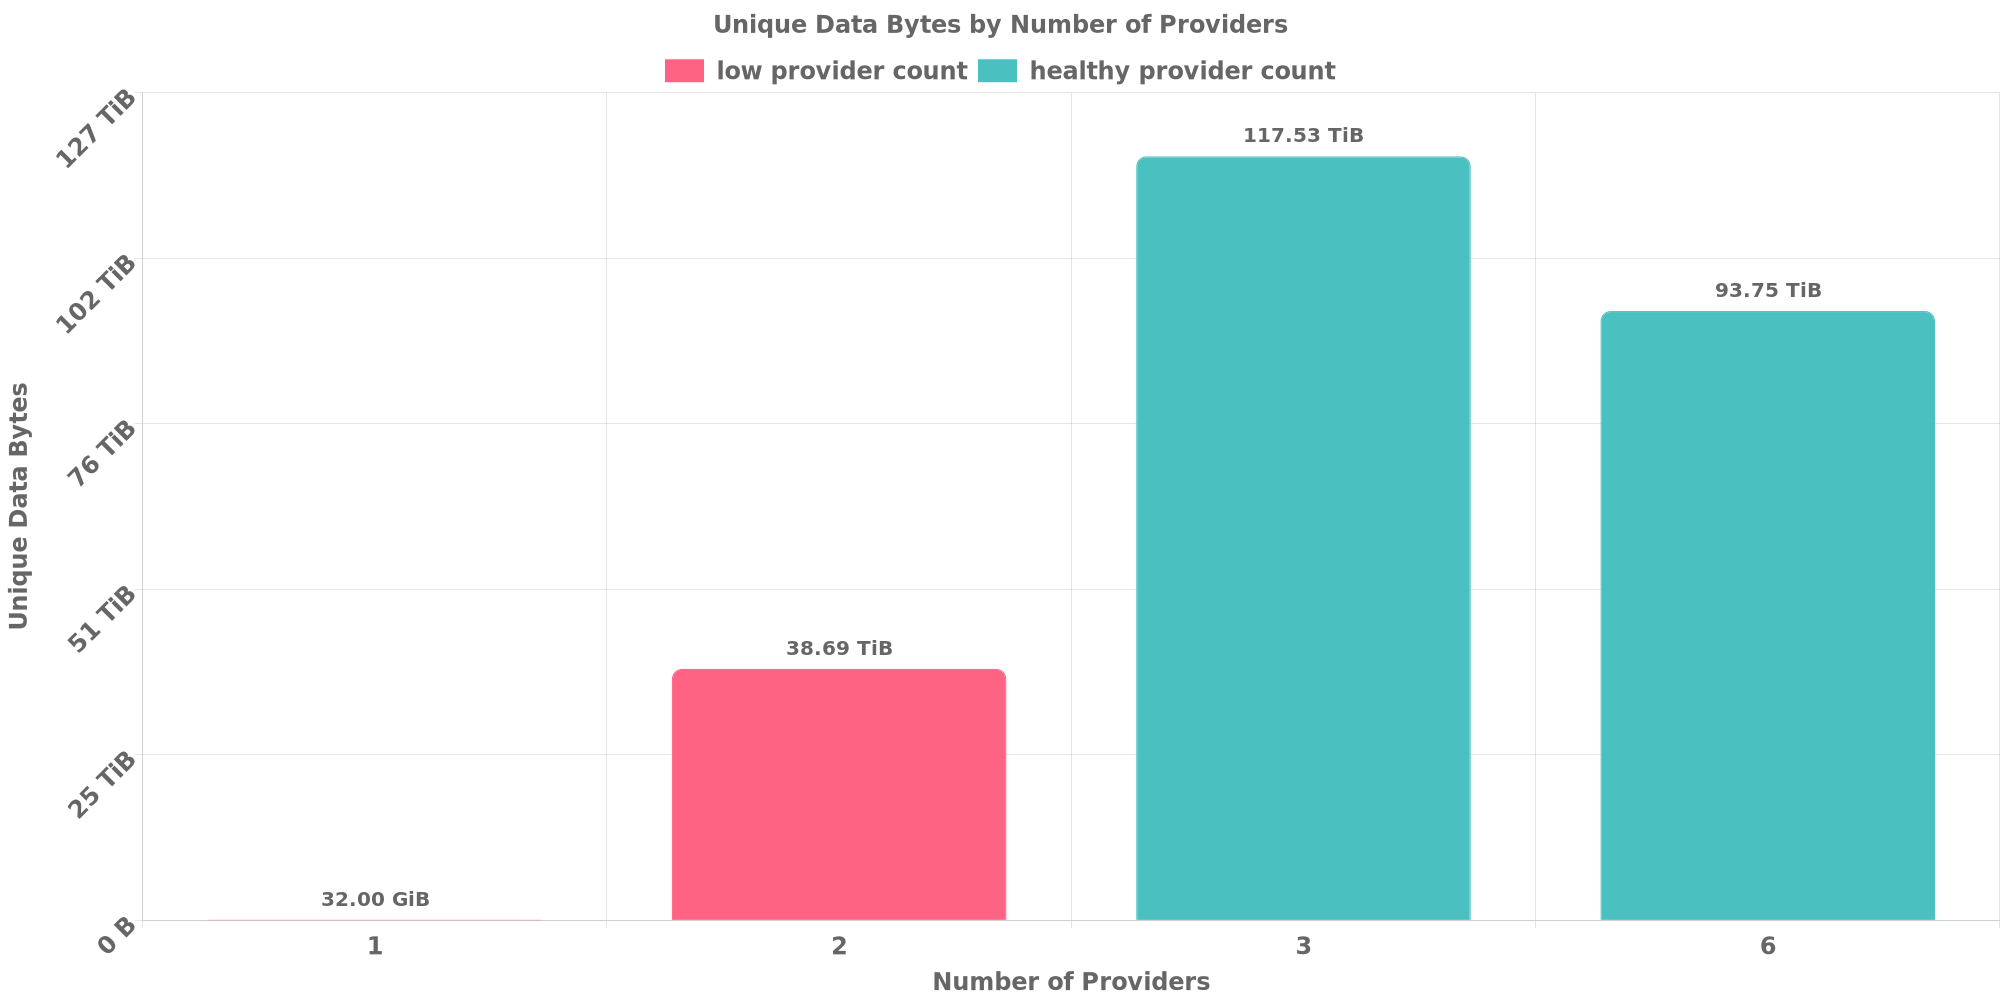 Unique Data Bytes by Number of Providers
low provider count healthy provider count
127 TiB
102 TiB
76 TiB
51 TiB
25 TiB
0 B
Unique Data Bytes
32.00 GiB
38.69 TiB
117.53 TiB
93.75 TiB
1 2 3 6
Number of Providers